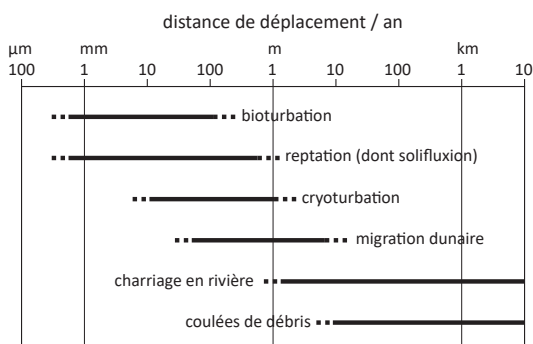 distance de déplacement / an
µm mm m km
100 1 10 100 1 10 100 1 10
bioturbation
reptation (dont solifluxion)
cryoturbation
migration dunaire
charriage en rivière
coulées de débris